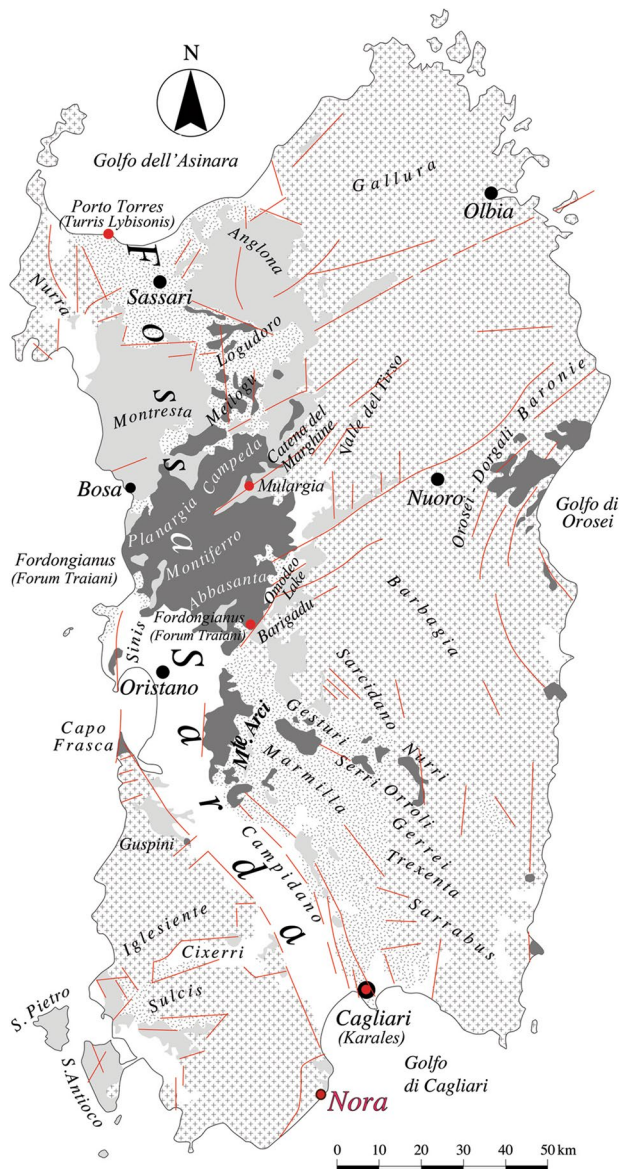 N
Golfo dell'Asinara
Gallura
Olbia
Porto Torres
(Turris Lybisonis)
Anglona
Nurra
Sassari
Fossa Sarda
Logudoro
Mailogu
Montresta
Catena del
Marghine
Valle del Tirso
Orosei - Dorgali
Baronie
Campeda
Planargia
Bosa
Mulargia
Nuoro
Golfo di
Orosei
Montiferro
Fordongianus
(Forum Traiani)
Abbasanta
Omodeo
Lake
Barbagia
Fordongianus
(Forum Traiani)
Barigadu
Sinis
Oristano
Sarcidano
Capo
Frasca
Mte. Arci
Gesturi
Nurri
Serri
Orroli
Marmilla
Gerrei
Guspini
Campidano
Trexenta
Sarrabus
Iglesiente
Cixerri
Sulcis
S. Pietro
Cagliari
(Karales)
S. Antioco
Golfo
di Cagliari
Nora
0 10 20 30 40 50 km